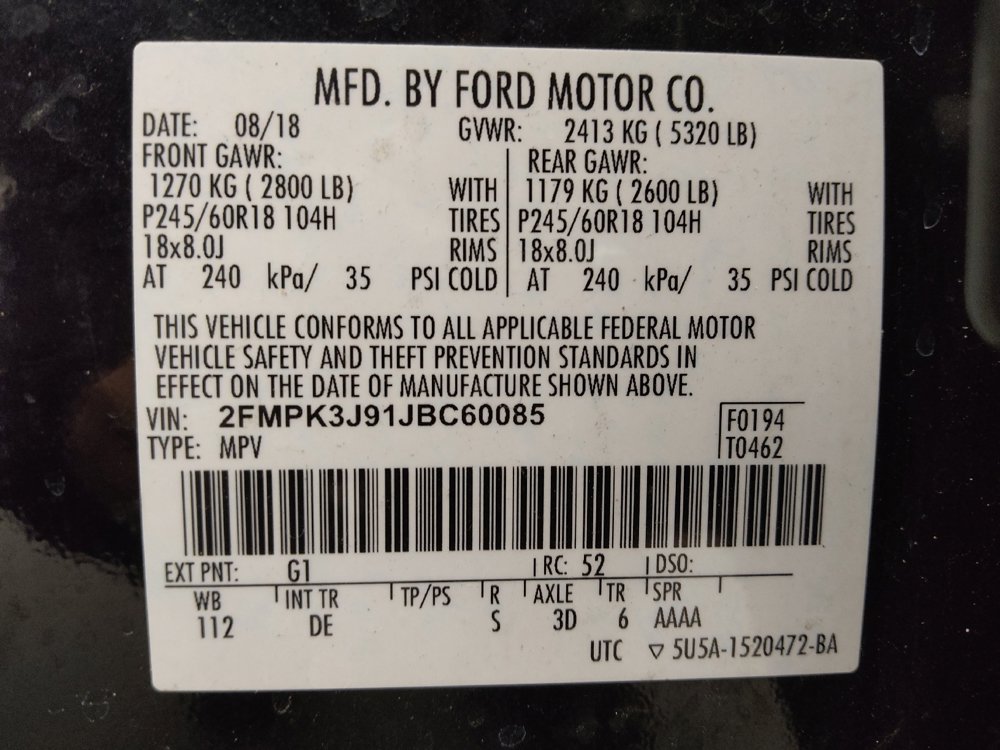 MFD. BY FORD MOTOR CO.
DATE: 08/18 GVWR: 2413 KG ( 5320 LB)
FRONT GAWR: REAR GAWR:
1270 KG ( 2800 LB) WITH 1179 KG ( 2600 LB) WITH
P245/60R18 104H TIRES P245/60R18 104H TIRES
18x8.0J RIMS 18x8.0J RIMS
AT 240 kPa/ 35 PSI COLD AT 240 kPa/ 35 PSI COLD
THIS VEHICLE CONFORMS TO ALL APPLICABLE FEDERAL MOTOR
VEHICLE SAFETY AND THEFT PREVENTION STANDARDS IN
EFFECT ON THE DATE OF MANUFACTURE SHOWN ABOVE.
VIN: 2FMPK3J91JBC60085 F0194
TYPE: MPV T0462
EXT PNT: G1 RC: 52 DSO:
WB INT TR TP/PS R AXLE TR SPR
112 DE S 3D 6 AAAA
UTC ▽ 5U5A-1520472-BA